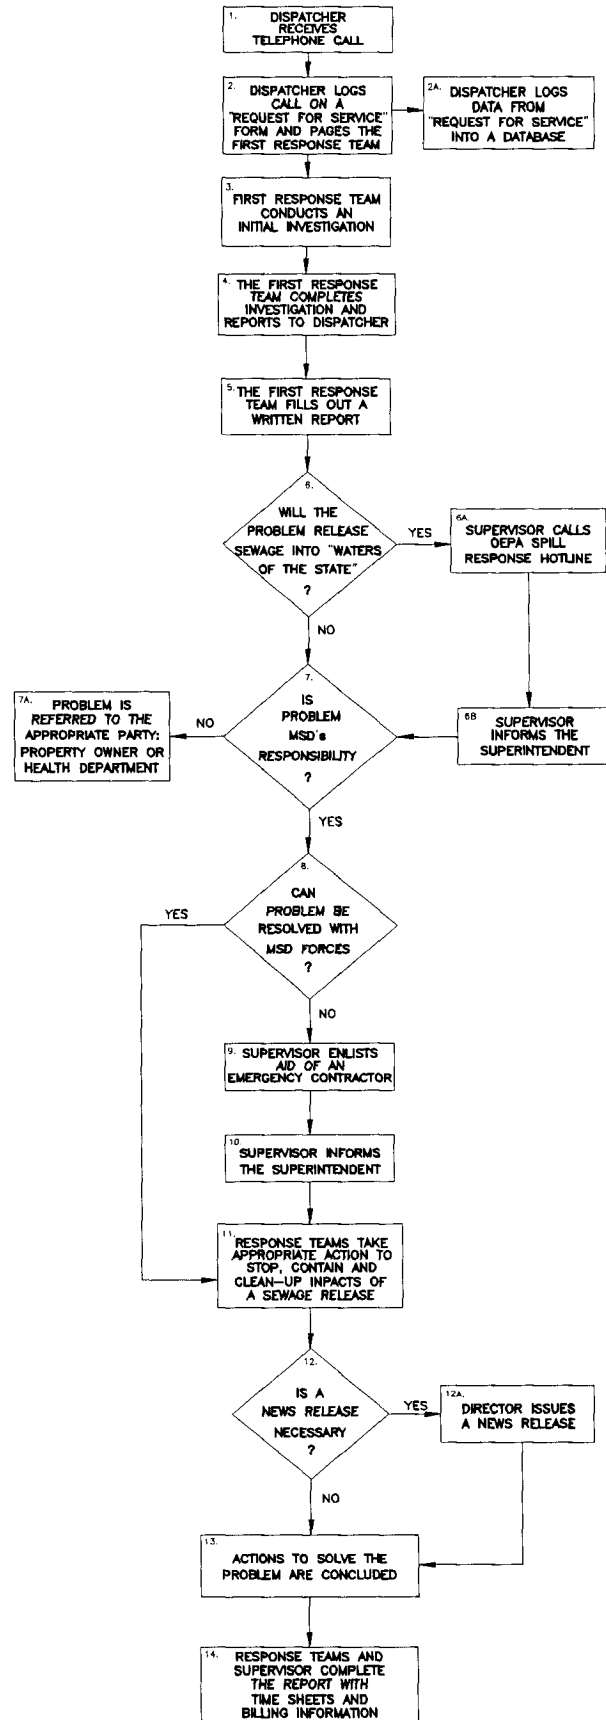 1. DISPATCHER
RECEIVES
TELEPHONE CALL
2. DISPATCHER LOGS
CALL ON A
"REQUEST FOR SERVICE"
FORM AND PAGES THE
FIRST RESPONSE TEAM
2A. DISPATCHER LOGS
DATA FROM
"REQUEST FOR SERVICE"
INTO A DATABASE
3.
FIRST RESPONSE TEAM
CONDUCTS AN
INITIAL INVESTIGATION
4. THE FIRST RESPONSE
TEAM COMPLETES
INVESTIGATION AND
REPORTS TO DISPATCHER
5. THE FIRST RESPONSE
TEAM FILLS OUT A
WRITTEN REPORT
6.
WILL THE
PROBLEM RELEASE
SEWAGE INTO "WATERS
OF THE STATE"
?
YES
6A.
SUPERVISOR CALLS
OEPA SPILL
RESPONSE HOTLINE
NO
6B
SUPERVISOR
INFORMS THE
SUPERINTENDENT
7.
IS
PROBLEM
MSD's
RESPONSIBILITY
?
NO
7A. PROBLEM IS
REFERRED TO THE
APPROPRIATE PARTY:
PROPERTY OWNER OR
HEALTH DEPARTMENT
YES
8.
CAN
PROBLEM BE
RESOLVED WITH
MSD FORCES
?
YES
NO
9. SUPERVISOR ENLISTS
AID OF AN
EMERGENCY CONTRACTOR
10.
SUPERVISOR INFORMS
THE SUPERINTENDENT
11.
RESPONSE TEAMS TAKE
APPROPRIATE ACTION TO
STOP, CONTAIN AND
CLEAN-UP INPACTS OF
A SEWAGE RELEASE
12.
IS A
NEWS RELEASE
NECESSARY
?
YES
12A.
DIRECTOR ISSUES
A NEWS RELEASE
NO
13.
ACTIONS TO SOLVE THE
PROBLEM ARE CONCLUDED
14. RESPONSE TEAMS AND
SUPERVISOR COMPLETE
THE REPORT WITH
TIME SHEETS AND
BILLING INFORMATION